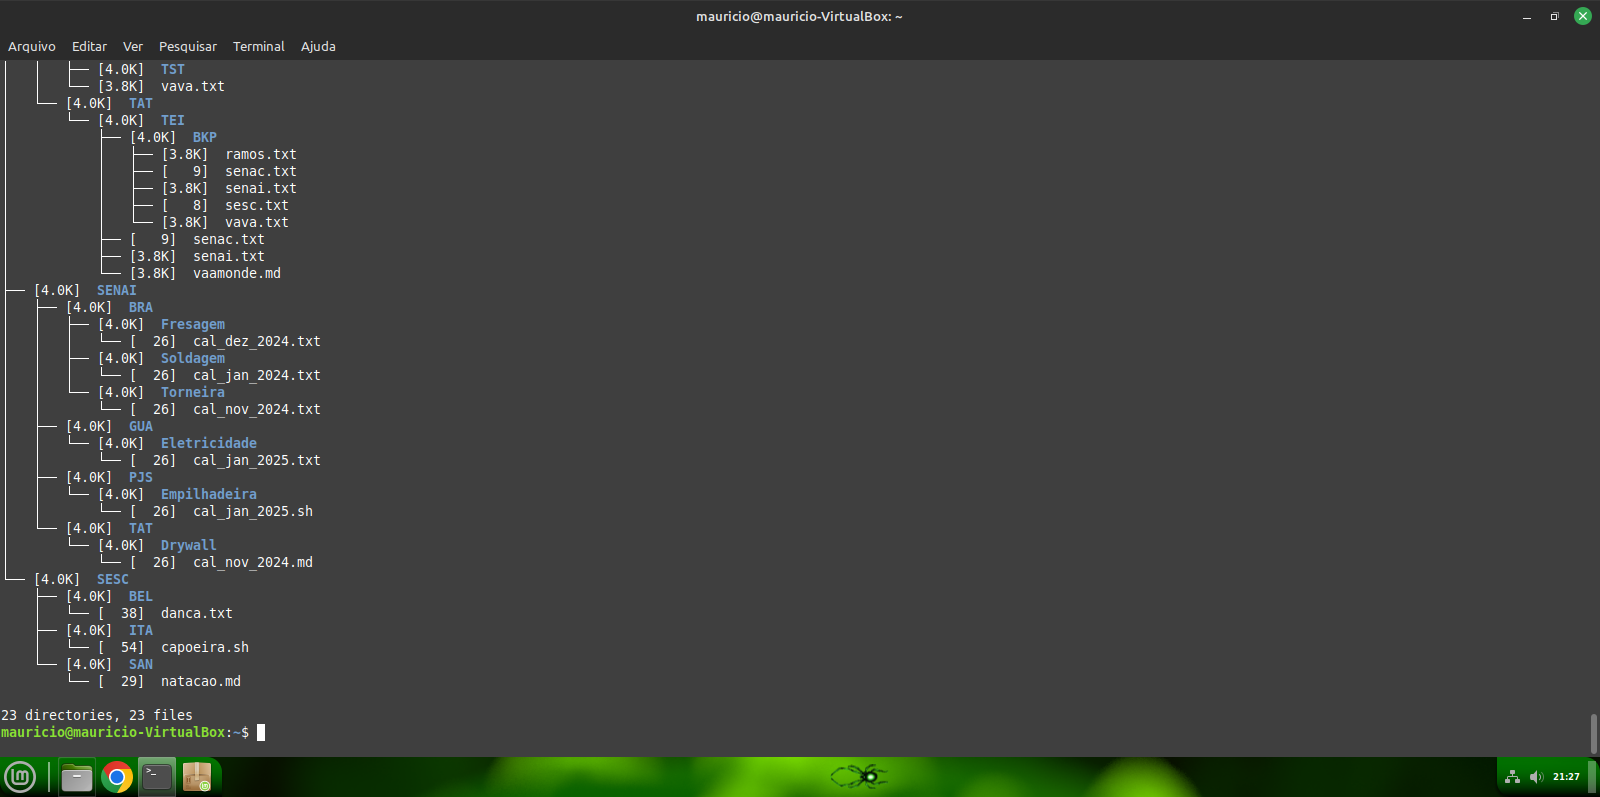 mauricio@mauricio-VirtualBox: ~
Arquivo Editar Ver Pesquisar Terminal Ajuda
│   │   ├── [4.0K]  TST
│   │   └── [3.8K]  vava.txt
│   └── [4.0K]  TAT
│       └── [4.0K]  TEI
│           ├── [4.0K]  BKP
│           │   ├── [3.8K]  ramos.txt
│           │   ├── [   9]  senac.txt
│           │   ├── [3.8K]  senai.txt
│           │   ├── [   8]  sesc.txt
│           │   └── [3.8K]  vava.txt
│           ├── [   9]  senac.txt
│           ├── [3.8K]  senai.txt
│           └── [3.8K]  vaamonde.md
├── [4.0K]  SENAI
│   ├── [4.0K]  BRA
│   │   ├── [4.0K]  Fresagem
│   │   │   └── [  26]  cal_dez_2024.txt
│   │   ├── [4.0K]  Soldagem
│   │   │   └── [  26]  cal_jan_2024.txt
│   │   └── [4.0K]  Torneira
│   │       └── [  26]  cal_nov_2024.txt
│   ├── [4.0K]  GUA
│   │   └── [4.0K]  Eletricidade
│   │       └── [  26]  cal_jan_2025.txt
│   ├── [4.0K]  PJS
│   │   └── [4.0K]  Empilhadeira
│   │       └── [  26]  cal_jan_2025.sh
│   └── [4.0K]  TAT
│       └── [4.0K]  Drywall
│           └── [  26]  cal_nov_2024.md
└── [4.0K]  SESC
    ├── [4.0K]  BEL
    │   └── [  38]  danca.txt
    ├── [4.0K]  ITA
    │   └── [  54]  capoeira.sh
    └── [4.0K]  SAN
        └── [  29]  natacao.md
23 directories, 23 files
mauricio@mauricio-VirtualBox:~$
21:27